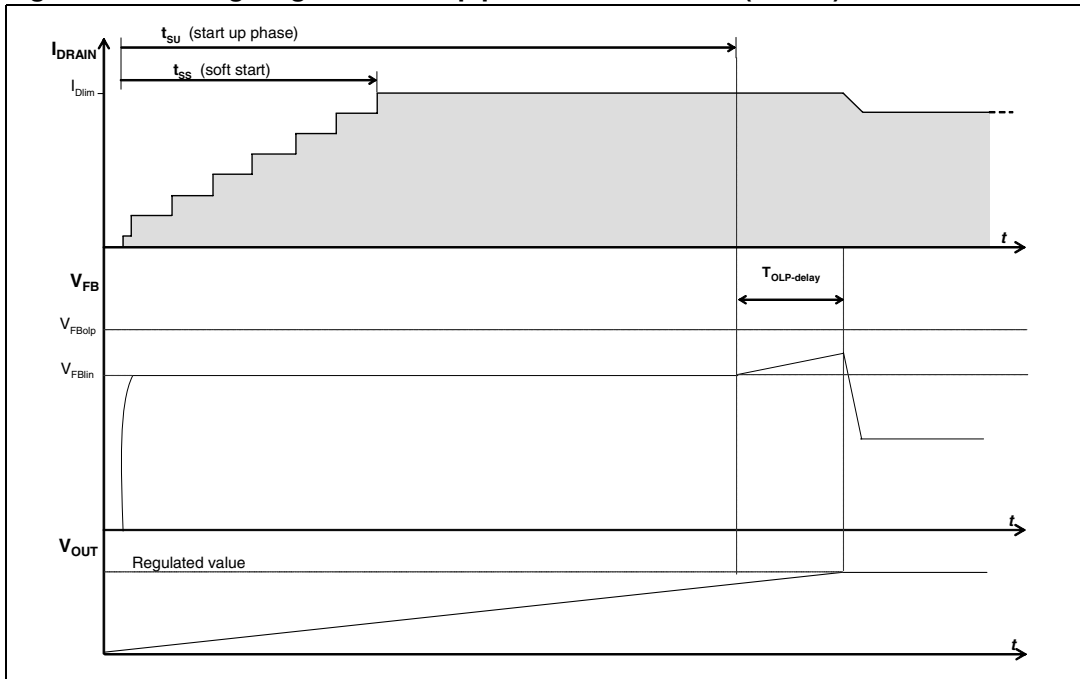 t_SU (start up phase)
I_DRAIN
t_SS (soft start)
I_Dlim
t
V_FB
T_OLP-delay
V_FBolp
V_FBlin
t
V_OUT
Regulated value
t